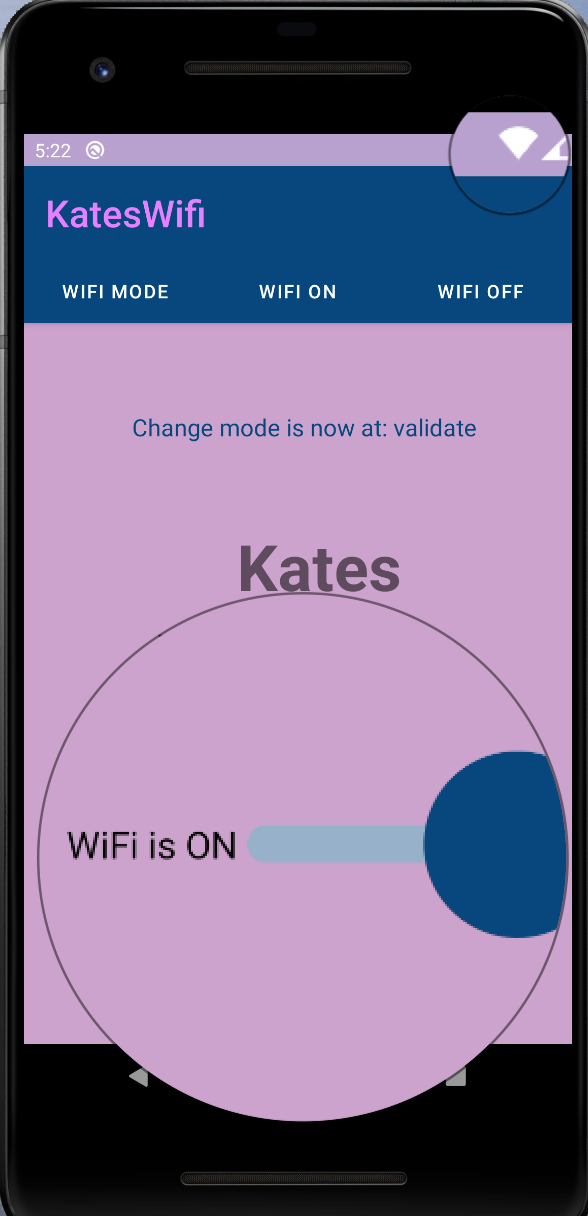 5:22
KatesWifi
WIFI MODE WIFI ON WIFI OFF
Change mode is now at: validate
Kates
WiFi is ON